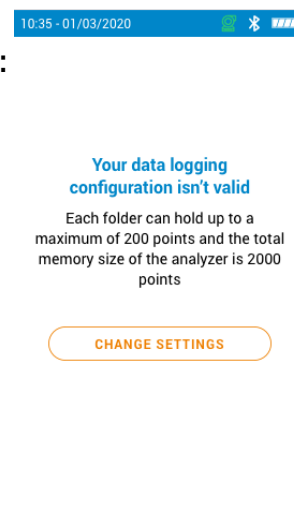 10:35 - 01/03/2020
:
Your data logging
configuration isn't valid
Each folder can hold up to a
maximum of 200 points and the total
memory size of the analyzer is 2000
points
CHANGE SETTINGS